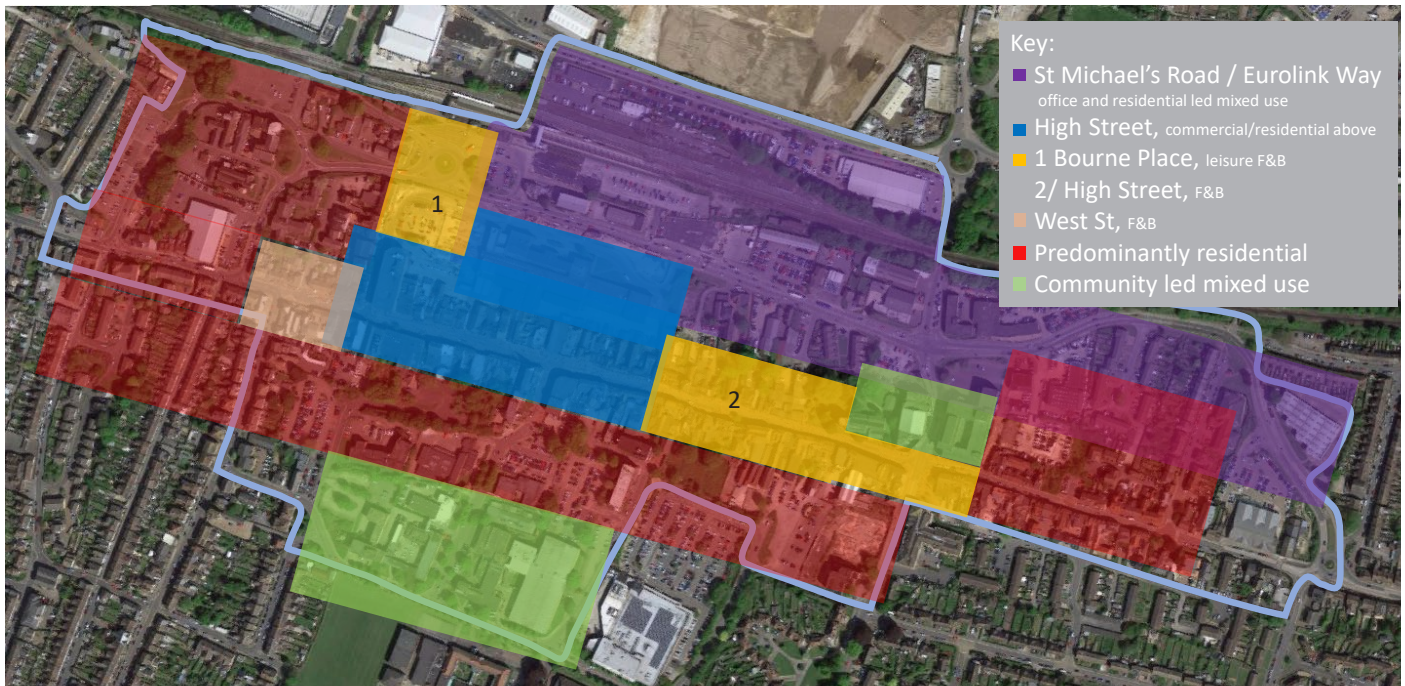 Key:
St Michael's Road / Eurolink Way
office and residential led mixed use
High Street, commercial/residential above
1 Bourne Place, leisure F&B
2/ High Street, F&B
West St, F&B
Predominantly residential
Community led mixed use
1
2